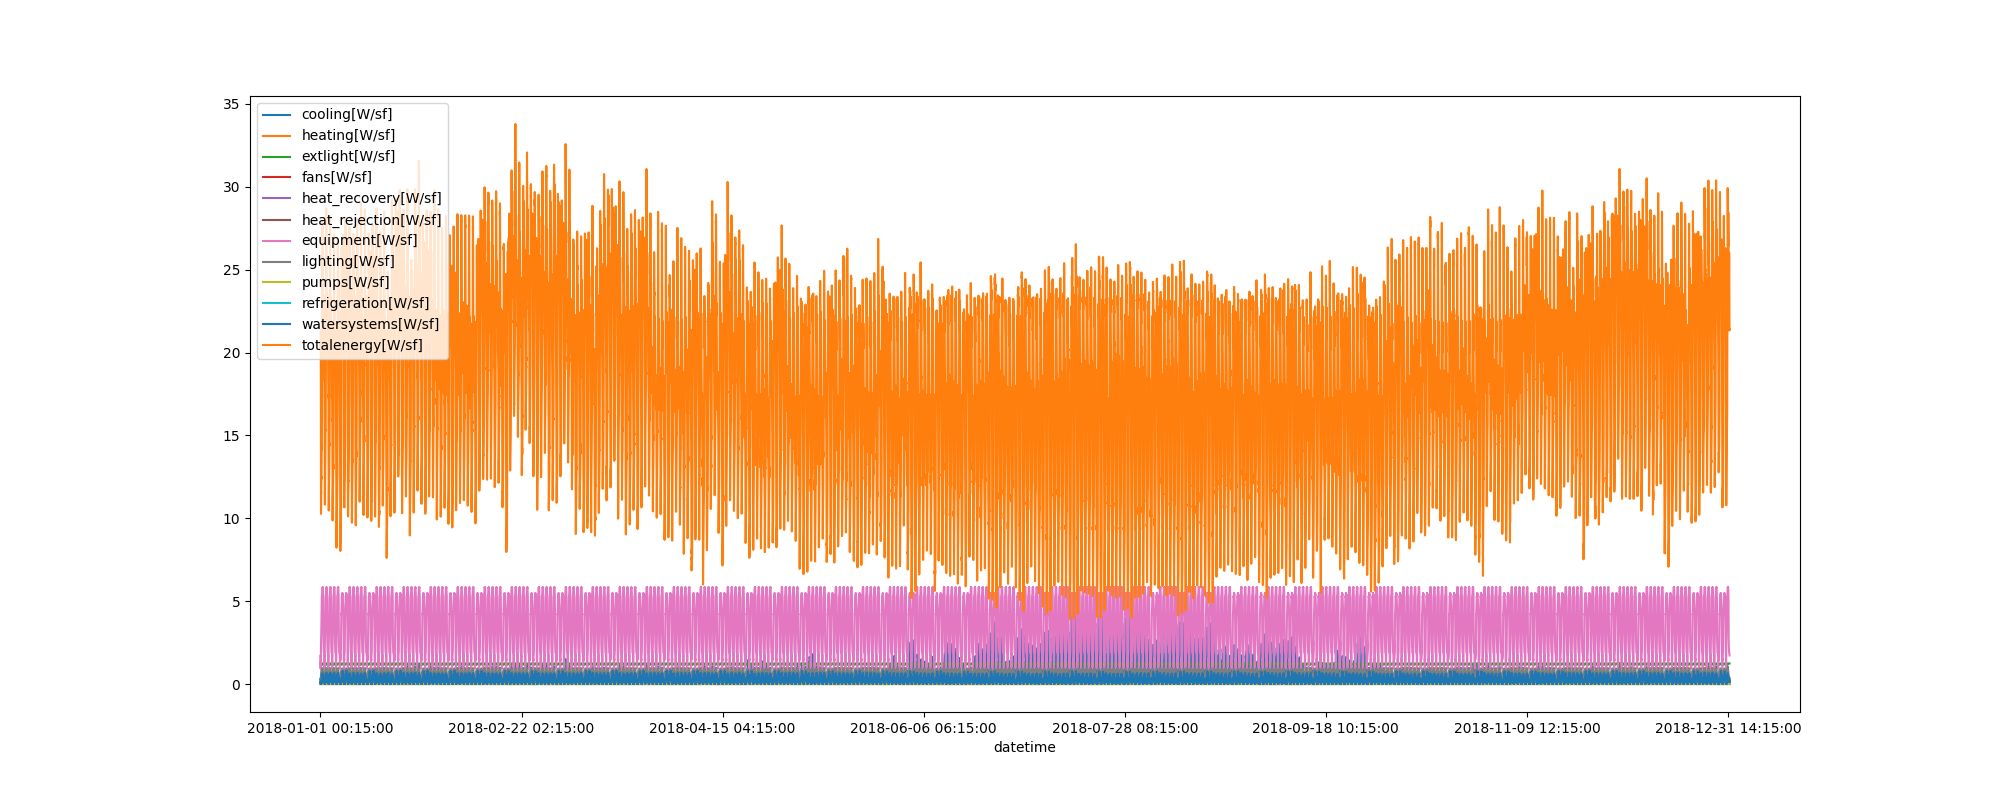 35
30
25
20
15
10
5
0
cooling[W/sf]
heating[W/sf]
extlight[W/sf]
fans[W/sf]
heat_recovery[W/sf]
heat_rejection[W/sf]
equipment[W/sf]
lighting[W/sf]
pumps[W/sf]
refrigeration[W/sf]
watersystems[W/sf]
totalenergy[W/sf]
2018-01-01 00:15:00 2018-02-22 02:15:00 2018-04-15 04:15:00 2018-06-06 06:15:00 2018-07-28 08:15:00 2018-09-18 10:15:00 2018-11-09 12:15:00 2018-12-31 14:15:00
datetime